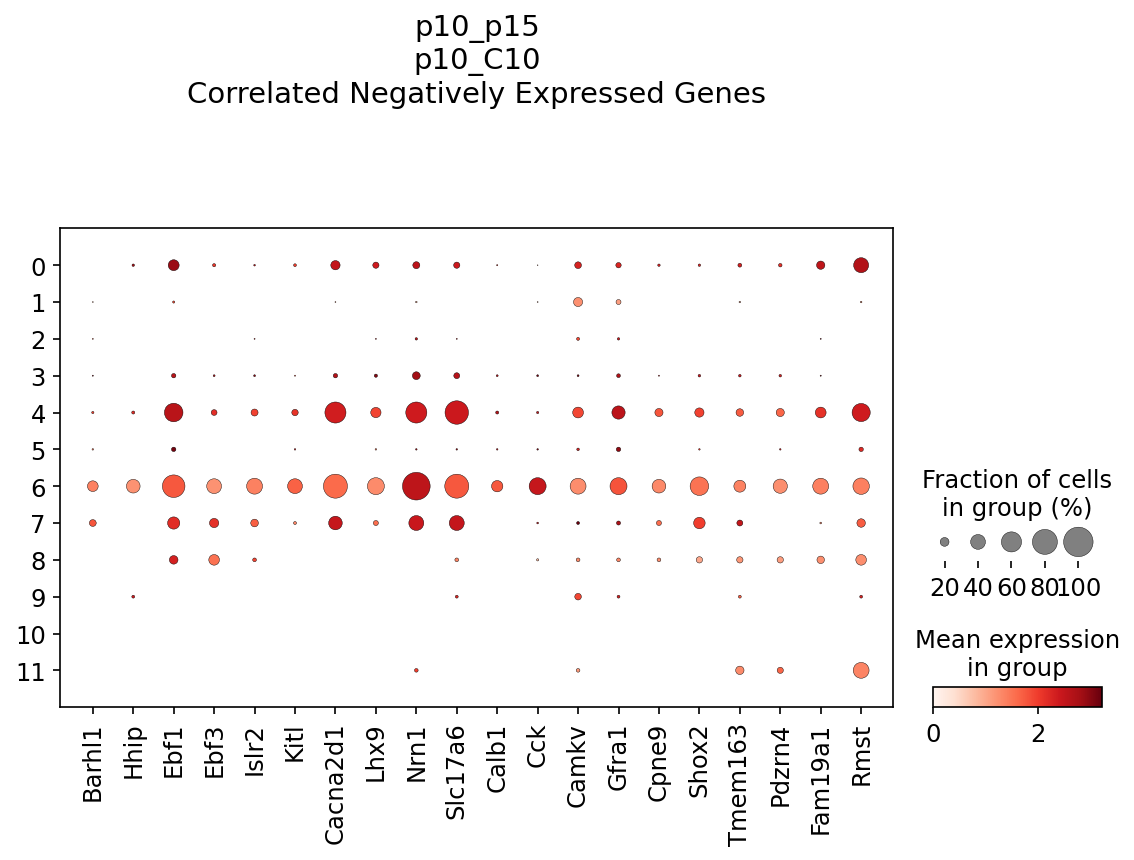 p10_p15
p10_C10
Correlated Negatively Expressed Genes
0
1
2
3
4
5
6
7
8
9
10
11
Barhl1
Hhip
Ebf1
Ebf3
Islr2
Kitl
Cacna2d1
Lhx9
Nrn1
Slc17a6
Calb1
Cck
Camkv
Gfra1
Cpne9
Shox2
Tmem163
Pdzrn4
Fam19a1
Rmst
Fraction of cells
in group (%)
20 40 60 80 100
Mean expression
in group
0 2